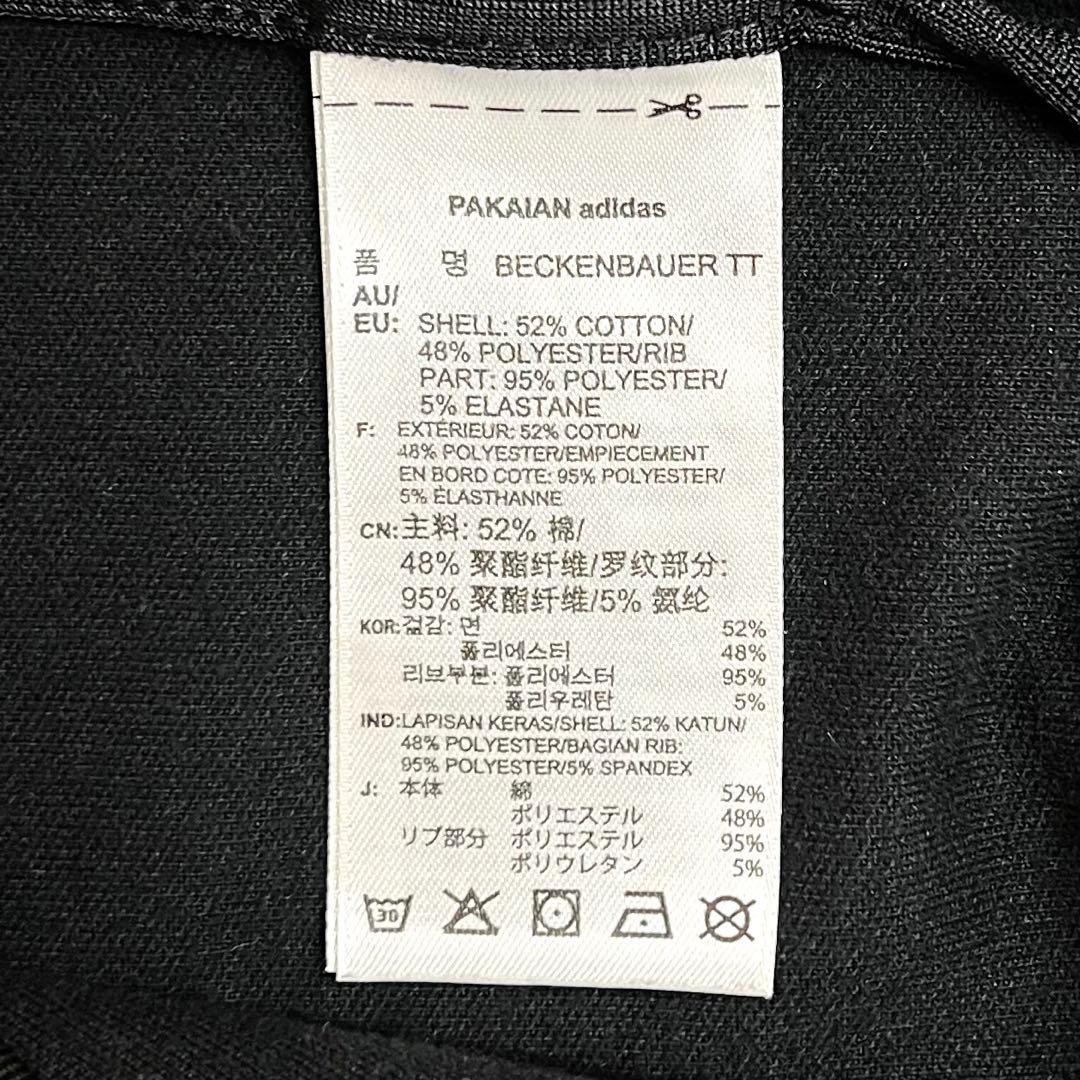 PAKAIAN adidas
품 명 BECKENBAUER TT
AU/
EU: SHELL: 52% COTTON/
48% POLYESTER/RIB
PART: 95% POLYESTER/
5% ELASTANE
F: EXTÉRIEUR: 52% COTON/
48% POLYESTER/EMPIECEMENT
EN BORD COTE: 95% POLYESTER/
5% ÉLASTHANNE
CN: 主料: 52% 棉/
48% 聚酯纤维/罗纹部分:
95% 聚酯纤维/5% 氨纶
KOR: 겉감: 면 52%
폴리에스터 48%
리브부분: 폴리에스터 95%
폴리우레탄 5%
IND: LAPISAN KERAS/SHELL: 52% KATUN/
48% POLYESTER/BAGIAN RIB:
95% POLYESTER/5% SPANDEX
J: 本体 綿 52%
ポリエステル 48%
リブ部分 ポリエステル 95%
ポリウレタン 5%
30